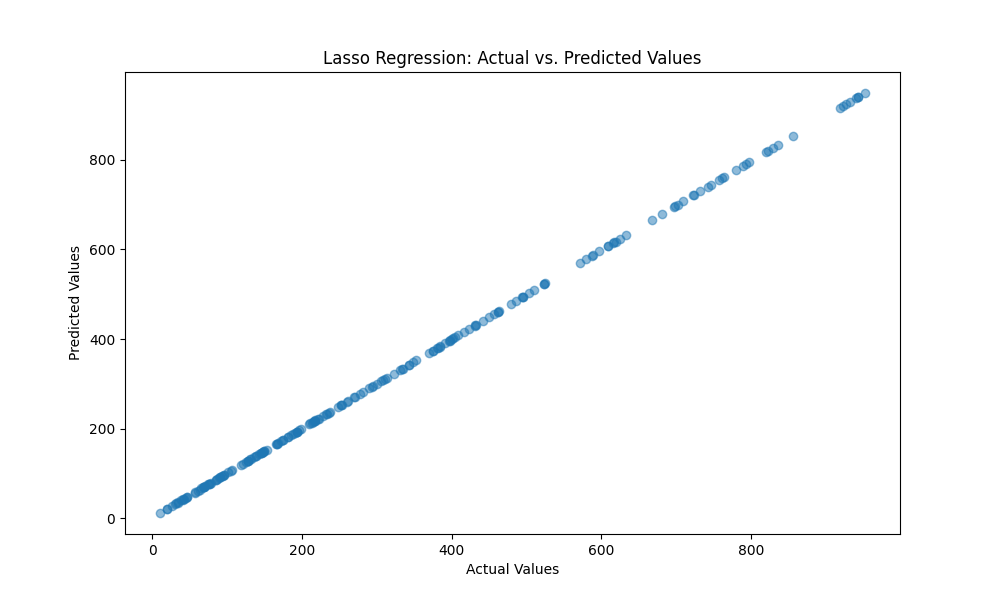 Lasso Regression: Actual vs. Predicted Values
Predicted Values
800
600
400
200
0
0 200 400 600 800
Actual Values